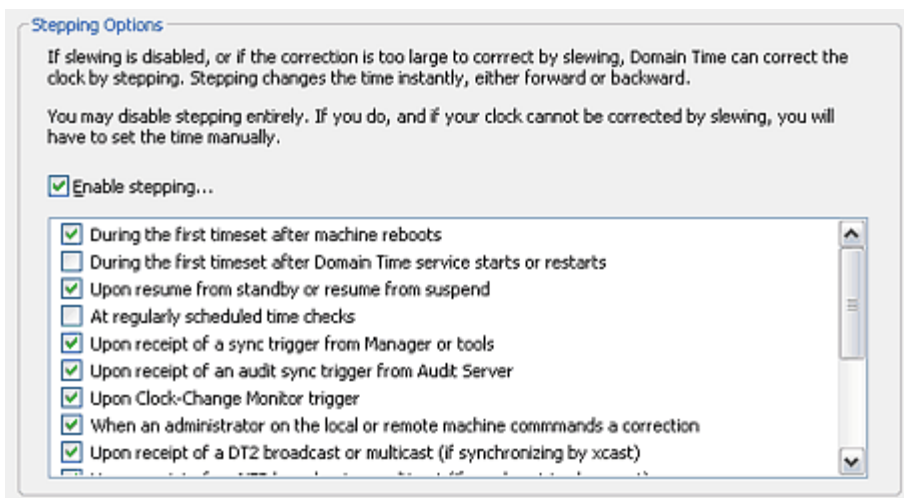 Stepping Options
If slewing is disabled, or if the correction is too large to corrrect by slewing, Domain Time can correct the
clock by stepping. Stepping changes the time instantly, either forward or backward.
You may disable stepping entirely. If you do, and if your clock cannot be corrected by slewing, you will
have to set the time manually.
Enable stepping...
During the first timeset after machine reboots
During the first timeset after Domain Time service starts or restarts
Upon resume from standby or resume from suspend
At regularly scheduled time checks
Upon receipt of a sync trigger from Manager or tools
Upon receipt of an audit sync trigger from Audit Server
Upon Clock-Change Monitor trigger
When an administrator on the local or remote machine commmands a correction
Upon receipt of a DT2 broadcast or multicast (if synchronizing by xcast)